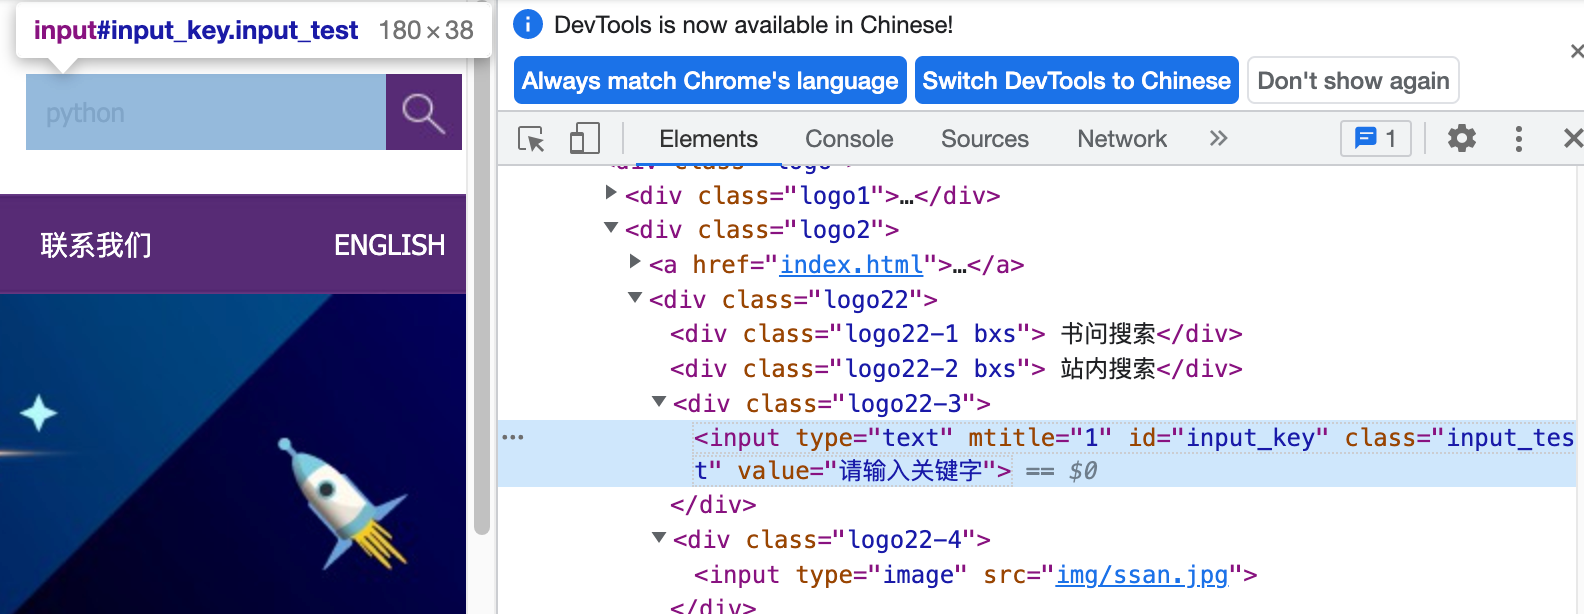 input#input_key.input_test 180×38
python
联系我们 ENGLISH
DevTools is now available in Chinese!
Always match Chrome's language Switch DevTools to Chinese Don't show again
Elements Console Sources Network 1
<div class="logo">
<div class="logo1">…</div>
<div class="logo2">
<a href="index.html">…</a>
<div class="logo22">
<div class="logo22-1 bxs"> 书问搜索</div>
<div class="logo22-2 bxs"> 站内搜索</div>
<div class="logo22-3">
<input type="text" mtitle="1" id="input_key" class="input_tes
t" value="请输入关键字"> == $0
</div>
<div class="logo22-4">
<input type="image" src="img/ssan.jpg">
</div>